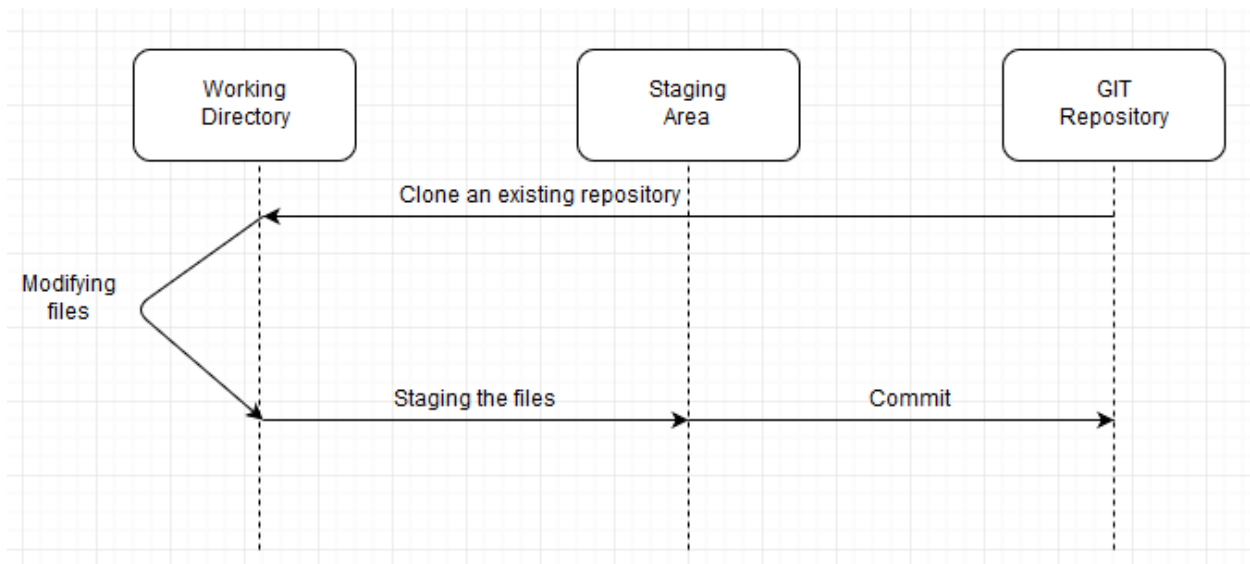 Working
Directory
Staging
Area
GIT
Repository
Clone an existing repository
Modifying
files
Staging the files
Commit